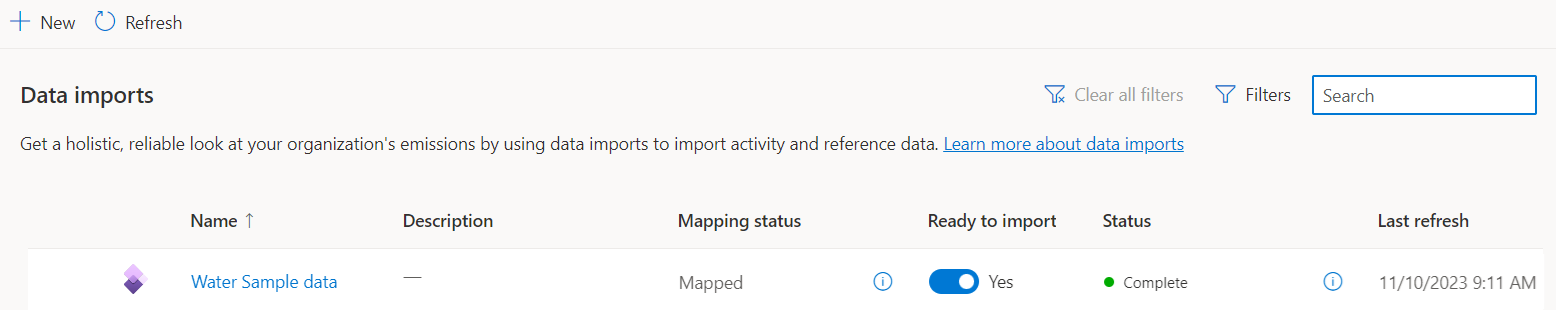 New Refresh
Data imports Clear all filters Filters Search
Get a holistic, reliable look at your organization's emissions by using data imports to import activity and reference data. Learn more about data imports
Name ↑ Description Mapping status Ready to import Status Last refresh
Water Sample data — Mapped Yes Complete 11/10/2023 9:11 AM